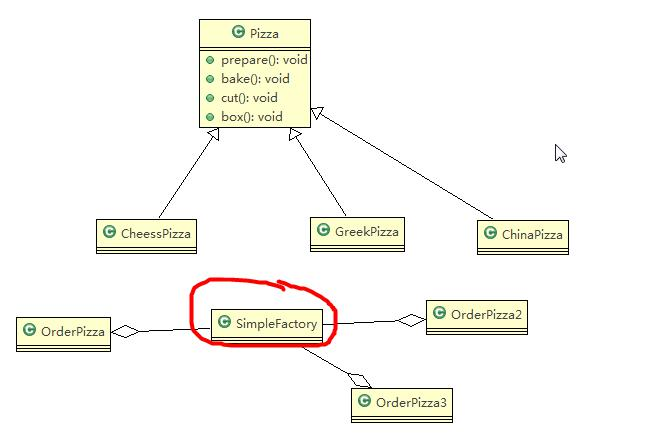 Pizza
prepare(): void
bake(): void
cut(): void
box(): void
CheessPizza
GreekPizza
ChinaPizza
OrderPizza
SimpleFactory
OrderPizza2
OrderPizza3